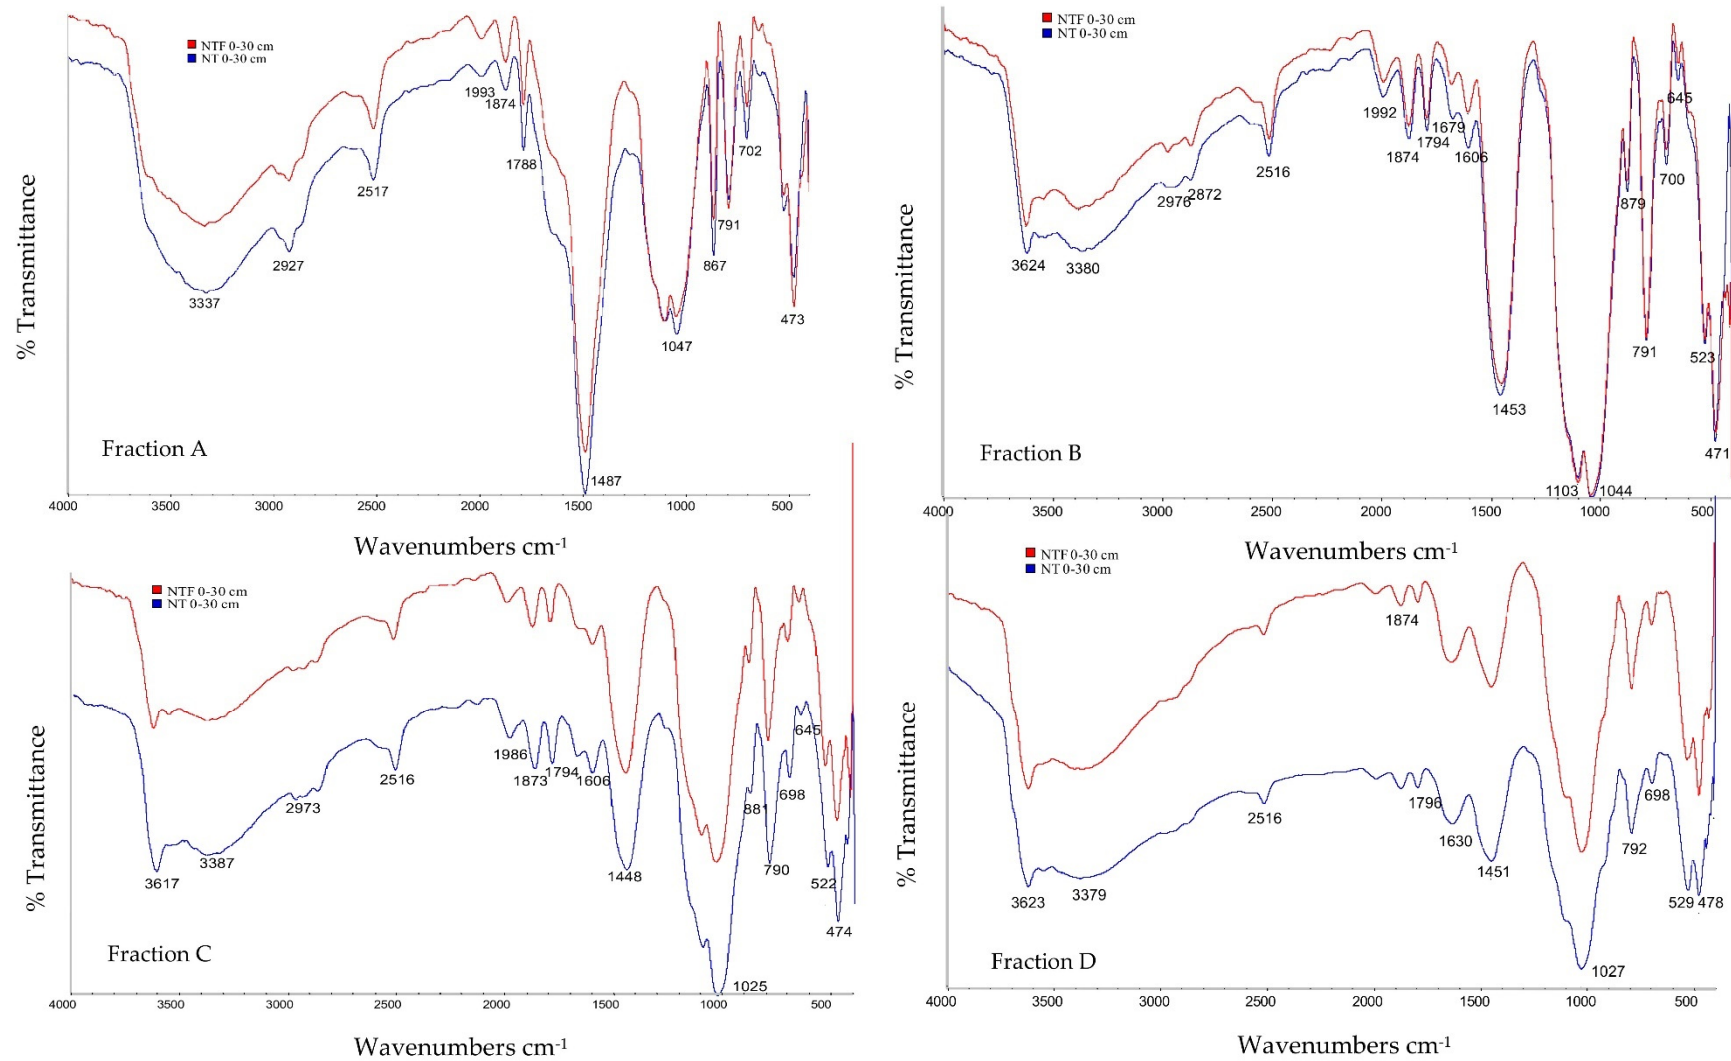 NTF 0-30 cm
NT 0-30 cm
1993
1874
1788
2517
702
791
2927
867
3337
473
1047
1487
Fraction A
% Transmittance
4000 3000 2500 2000 1500 1000 500
Wavenumbers cm-1
NTF 0-30 cm
NT 0-30 cm
645
1992
1679
1794
1874
1606
2516
700
2976
2872
879
3624
3380
791
523
1453
471
1103
1044
Fraction B
% Transmittance
4000 3500 3000 2500 2000 1500 1000 500
Wavenumbers cm-1
NTF 0-30 cm
NT 0-30 cm
645
1986
1873
1794
1606
2516
698
2973
881
3387
3617
1448
790
522
474
1025
Fraction C
% Transmittance
4000 3500 3000 2500 2000 1500 1000 500
Wavenumbers cm-1
NTF 0-30 cm
NT 0-30 cm
1874
1796
698
2516
1630
792
1451
3623
3379
529
478
1027
Fraction D
% Transmittance
4000 3500 3000 2500 2000 1500 1000 500
Wavenumbers cm-1